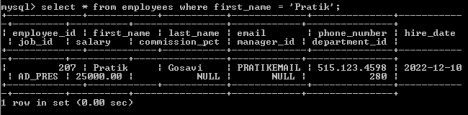 mysql> select * from employees where first_name = 'Pratik';
+-------------+------------+-----------+-------------+--------------+------------
| employee_id | first_name | last_name | email | phone_number | hire_date
| job_id | salary | commission_pct | manager_id | department_id |
| 207 | Pratik | Gosavi | PRATIKEMAIL | 515.123.4598 | 2022-12-10
| AD_PRES | 25000.00 | NULL | NULL | 280 |
1 row in set (0.00 sec)